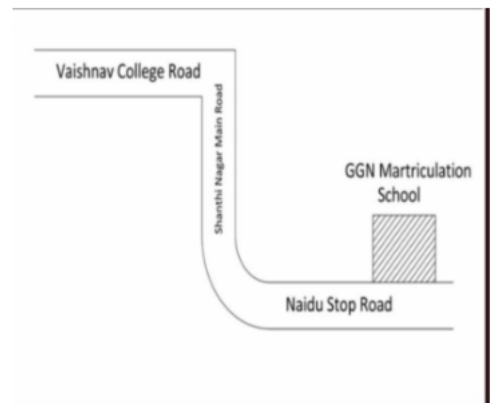 Vaishnav College Road
Shanthi Nagar Main Road
GGN Martriculation
School
Naidu Stop Road